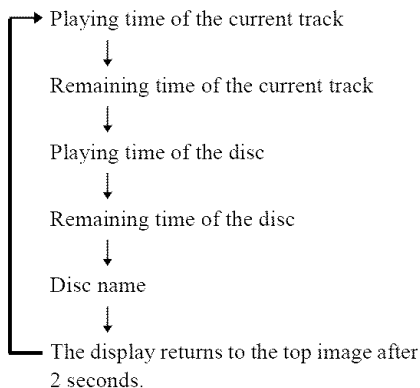 Playing time of the current track
Remaining time of the current track
Playing time of the disc
Remaining time of the disc
Disc name
The display returns to the top image after
2 seconds.